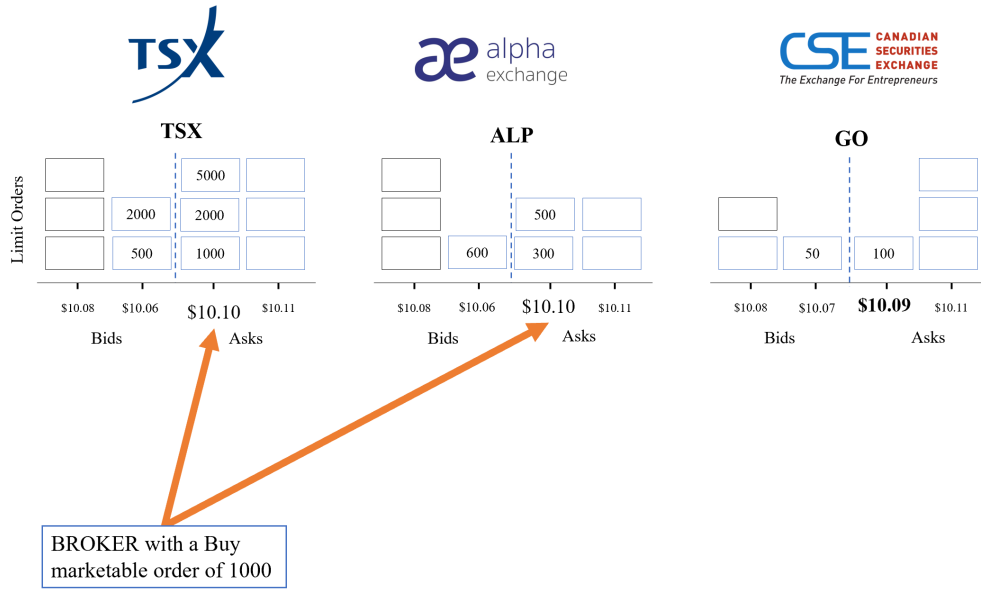 TSX
alpha
exchange
CSE CANADIAN
SECURITIES
EXCHANGE
The Exchange For Entrepreneurs
TSX
ALP
GO
Limit Orders
5000
2000
2000
500
1000
500
600
300
50
100
$10.08
$10.06
$10.10
$10.11
$10.08
$10.06
$10.10
$10.11
$10.08
$10.07
$10.09
$10.11
Bids
Asks
Bids
Asks
Bids
Asks
BROKER with a Buy
marketable order of 1000